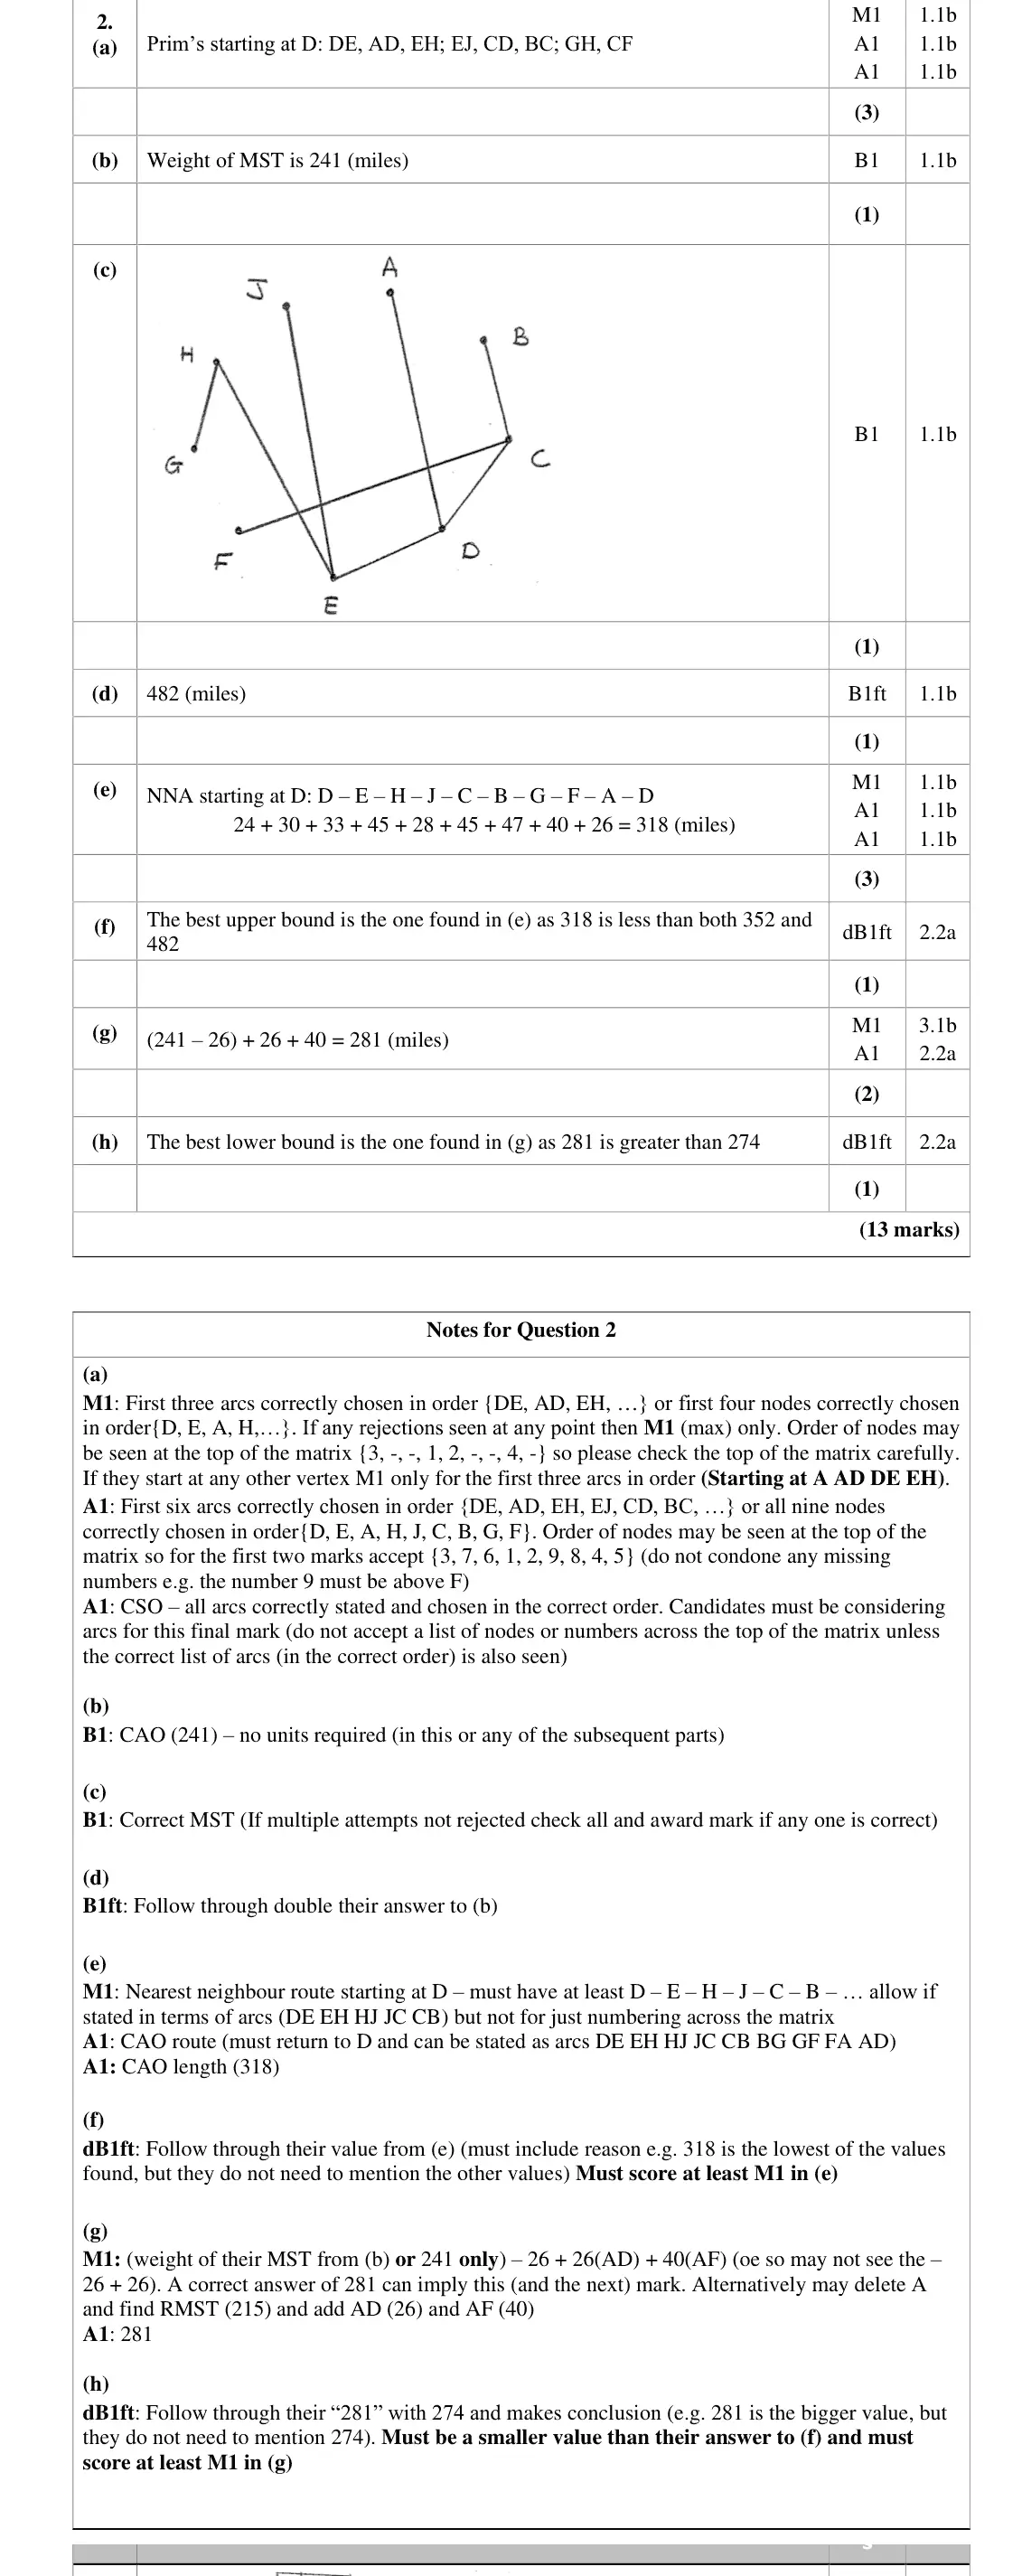 2.
(a)
Prim’s starting at D: DE, AD, EH; EJ, CD, BC; GH, CF
M1 1.1b
A1 1.1b
A1 1.1b
(3)
(b) Weight of MST is 241 (miles) B1 1.1b
(1)
(c)
A
J
B
H
C
G
F
D
E
B1 1.1b
(1)
(d) 482 (miles) B1ft 1.1b
(1)
(e)
NNA starting at D: D – E – H – J – C – B – G – F – A – D
24 + 30 + 33 + 45 + 28 + 45 + 47 + 40 + 26 = 318 (miles)
M1 1.1b
A1 1.1b
A1 1.1b
(3)
(f)
The best upper bound is the one found in (e) as 318 is less than both 352 and
482
dB1ft 2.2a
(1)
(g) (241 – 26) + 26 + 40 = 281 (miles)
M1 3.1b
A1 2.2a
(2)
(h) The best lower bound is the one found in (g) as 281 is greater than 274 dB1ft 2.2a
(1)
(13 marks)
Notes for Question 2
(a)
M1: First three arcs correctly chosen in order {DE, AD, EH, …} or first four nodes correctly chosen
in order{D, E, A, H,…}. If any rejections seen at any point then M1 (max) only. Order of nodes may
be seen at the top of the matrix {3, -, -, 1, 2, -, -, 4, -} so please check the top of the matrix carefully.
If they start at any other vertex M1 only for the first three arcs in order (Starting at A AD DE EH).
A1: First six arcs correctly chosen in order {DE, AD, EH, EJ, CD, BC, …} or all nine nodes
correctly chosen in order{D, E, A, H, J, C, B, G, F}. Order of nodes may be seen at the top of the
matrix so for the first two marks accept {3, 7, 6, 1, 2, 9, 8, 4, 5} (do not condone any missing
numbers e.g. the number 9 must be above F)
A1: CSO – all arcs correctly stated and chosen in the correct order. Candidates must be considering
arcs for this final mark (do not accept a list of nodes or numbers across the top of the matrix unless
the correct list of arcs (in the correct order) is also seen)
(b)
B1: CAO (241) – no units required (in this or any of the subsequent parts)
(c)
B1: Correct MST (If multiple attempts not rejected check all and award mark if any one is correct)
(d)
B1ft: Follow through double their answer to (b)
(e)
M1: Nearest neighbour route starting at D – must have at least D – E – H – J – C – B – … allow if
stated in terms of arcs (DE EH HJ JC CB) but not for just numbering across the matrix
A1: CAO route (must return to D and can be stated as arcs DE EH HJ JC CB BG GF FA AD)
A1: CAO length (318)
(f)
dB1ft: Follow through their value from (e) (must include reason e.g. 318 is the lowest of the values
found, but they do not need to mention the other values) Must score at least M1 in (e)
(g)
M1: (weight of their MST from (b) or 241 only) – 26 + 26(AD) + 40(AF) (oe so may not see the –
26 + 26). A correct answer of 281 can imply this (and the next) mark. Alternatively may delete A
and find RMST (215) and add AD (26) and AF (40)
A1: 281
(h)
dB1ft: Follow through their “281” with 274 and makes conclusion (e.g. 281 is the bigger value, but
they do not need to mention 274). Must be a smaller value than their answer to (f) and must
score at least M1 in (g)